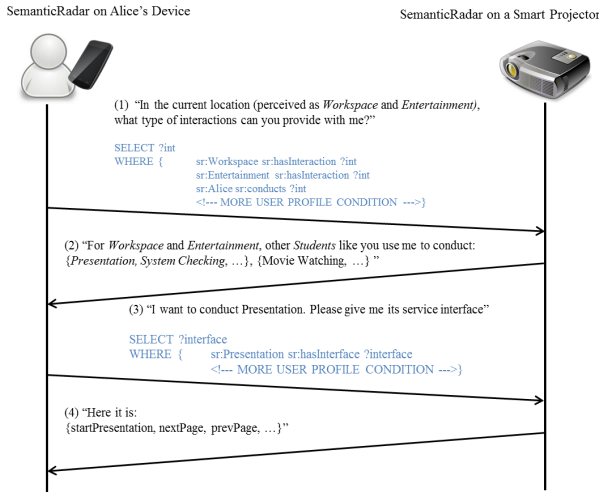 SemanticRadar on Alice's Device
SemanticRadar on a Smart Projector
(1) “In the current location (perceived as Workspace and Entertainment),
what type of interactions can you provide with me?”
SELECT ?int
WHERE { sr:Workspace sr:hasInteraction ?int
sr:Entertainment sr:hasInteraction ?int
sr:Alice sr:conducts ?int
<!--- MORE USER PROFILE CONDITION --->}
(2) “For Workspace and Entertainment, other Students like you use me to conduct:
{Presentation, System Checking, …}, {Movie Watching, …} ”
(3) “I want to conduct Presentation. Please give me its service interface”
SELECT ?interface
WHERE { sr:Presentation sr:hasInterface ?interface
<!--- MORE USER PROFILE CONDITION --->}
(4) “Here it is:
{startPresentation, nextPage, prevPage, …}”